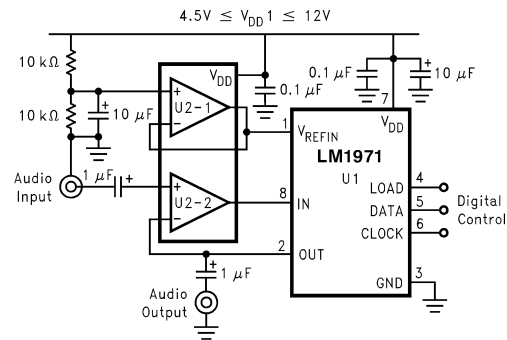 4.5V ≤ VDD1 ≤ 12V
10 kΩ
VDD
0.1 μF
0.1 μF
10 μF
10 kΩ
10 μF
U2-1
7
VDD
1
VREFIN
LM1971
U1
Audio
Input
1 μF
U2-2
8
IN
LOAD
4
DATA
5
CLOCK
6
Digital
Control
2
OUT
1 μF
GND
3
Audio
Output